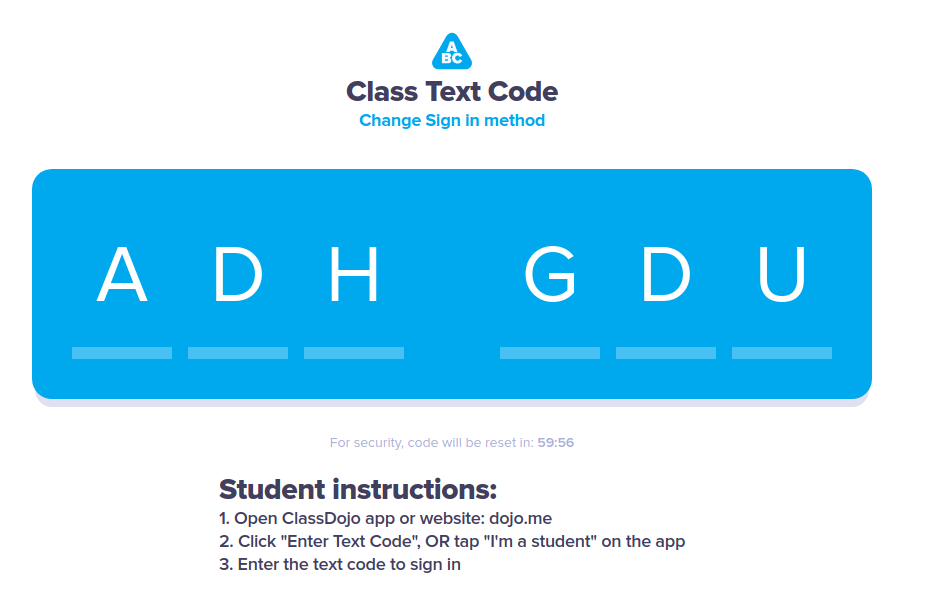 A
BC
Class Text Code
Change Sign in method
A D H G D U
For security, code will be reset in: 59:56
Student instructions:
1. Open ClassDojo app or website: dojo.me
2. Click "Enter Text Code", OR tap "I'm a student" on the app
3. Enter the text code to sign in